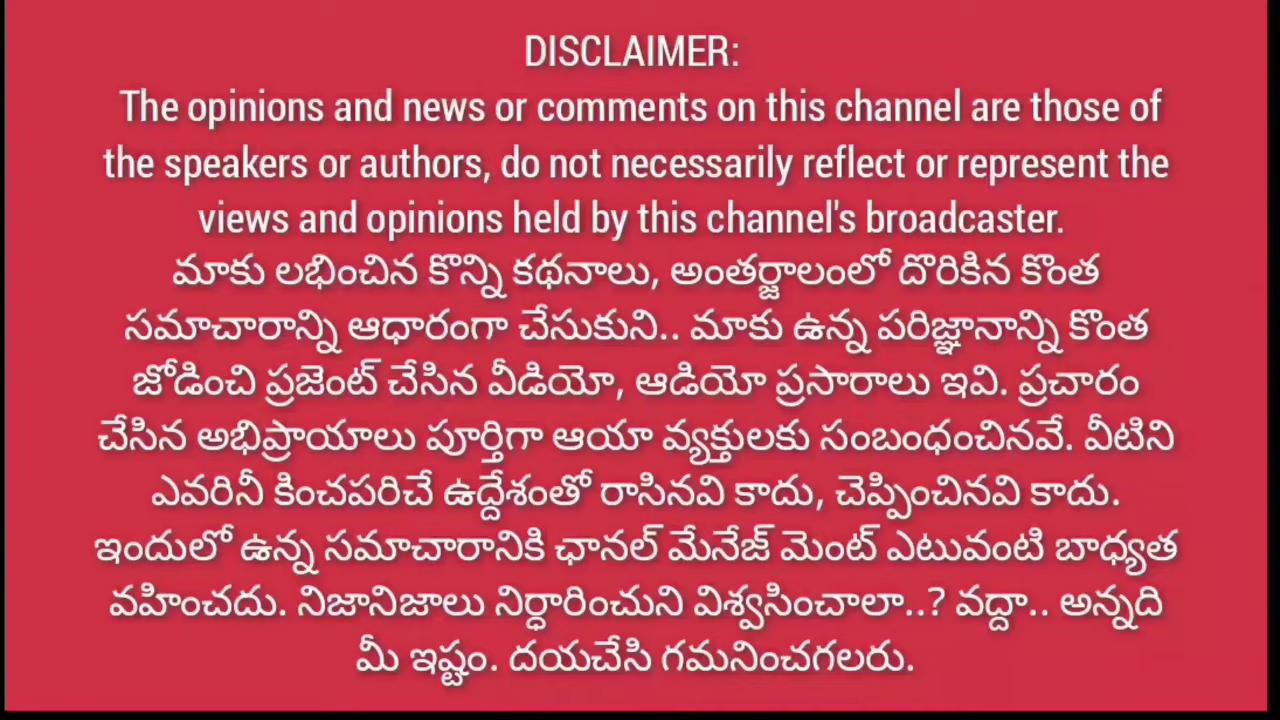 DISCLAIMER:
The opinions and news or comments on this channel are those of
the speakers or authors, do not necessarily reflect or represent the
views and opinions held by this channel's broadcaster.
మాకు లభించిన కొన్ని కథనాలు, అంతర్జాలంలో దొరికిన కొంత
సమాచారాన్ని ఆధారంగా చేసుకుని.. మాకు ఉన్న పరిజ్ఞానాన్ని కొంత
జోడించి ప్రజెంట్ చేసిన వీడియో, ఆడియో ప్రసారాలు ఇవి. ప్రచారం
చేసిన అభిప్రాయాలు పూర్తిగా ఆయా వ్యక్తులకు సంబంధంచినవే. వీటిని
ఎవరినీ కించపరిచే ఉద్దేశంతో రాసినవి కాదు, చెప్పించినవి కాదు.
ఇందులో ఉన్న సమాచారానికి ఛానల్ మేనేజ్ మెంట్ ఎటువంటి బాధ్యత
వహించదు. నిజానిజాలు నిర్ధారించుని విశ్వసించాలా..? వద్దా.. అన్నది
మీ ఇష్టం. దయచేసి గమనించగలరు.